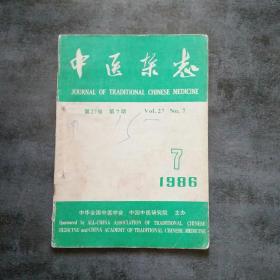 中医杂志
JOURNAL OF TRADITIONAL CHINESE MEDICINE
第27卷 第7期 Vol.27 No.7
7
1986
中华全国中医学会 中国中医研究院 主办
Sponsored by ALL-CHINA ASSOCIATION OF TRADITIONAL CHINESE
MEDICINE and CHINA ACADEMY OF TRADITIONAL CHINESE MEDICINE